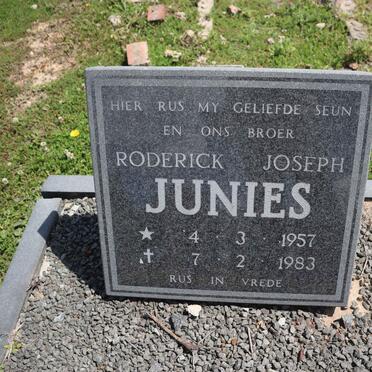 HIER RUS MY GELIEFDE SEUN
EN ONS BROER
RODERICK JOSEPH
JUNIES
★ 4 · 3 · 1957
✝ 7 · 2 · 1983
RUS IN VREDE